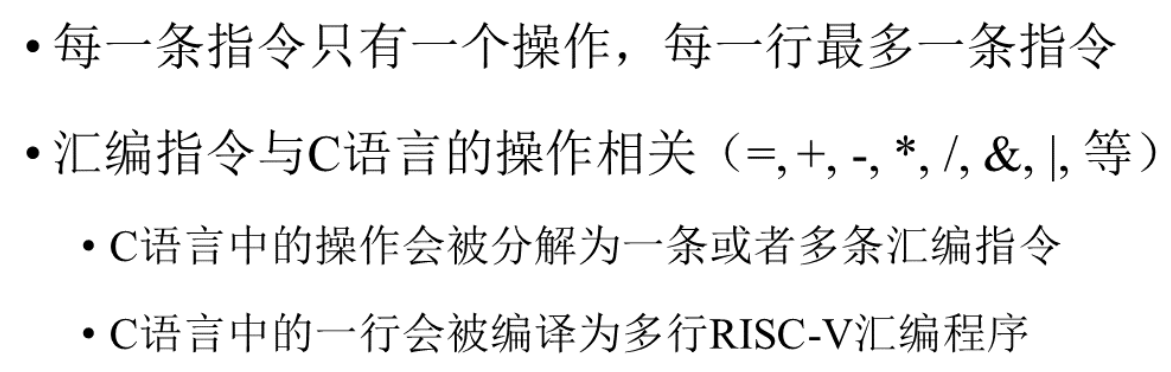 • 每一条指令只有一个操作，每一行最多一条指令
• 汇编指令与C语言的操作相关（=, +, -, *, /, &, |, 等）
• C语言中的操作会被分解为一条或者多条汇编指令
• C语言中的一行会被编译为多行RISC-V汇编程序